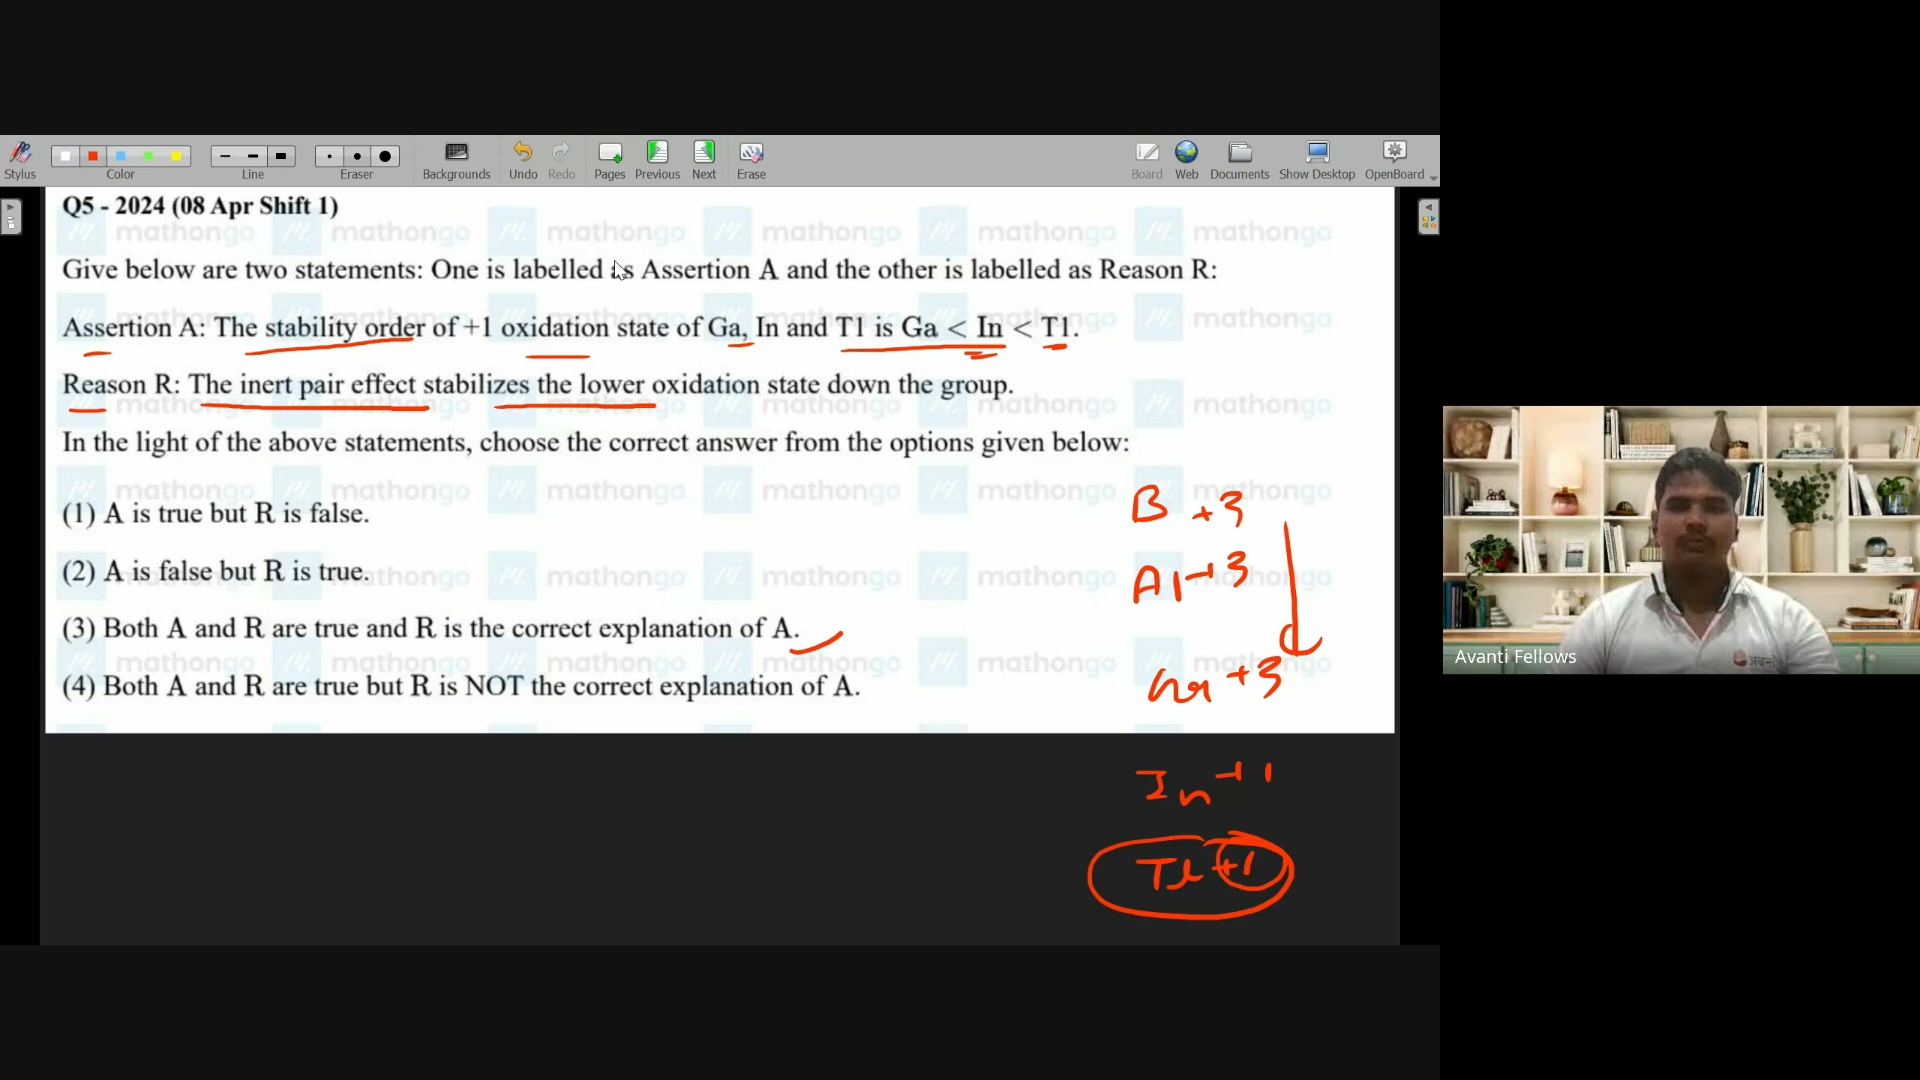 Stylus
Color
Line
Eraser
Backgrounds
Undo
Redo
Pages
Previous
Next
Erase
Board
Web
Documents
Show Desktop
OpenBoard
Q5 - 2024 (08 Apr Shift 1)
Give below are two statements: One is labelled as Assertion A and the other is labelled as Reason R:
Assertion A: The stability order of +1 oxidation state of Ga, In and T1 is Ga < In < T1.
Reason R: The inert pair effect stabilizes the lower oxidation state down the group.
In the light of the above statements, choose the correct answer from the options given below:
(1) A is true but R is false.
(2) A is false but R is true.
(3) Both A and R are true and R is the correct explanation of A.
(4) Both A and R are true but R is NOT the correct explanation of A.
B +3
Al +3
Ga +3
In +1
Tl +1
mathongo
Avanti Fellows